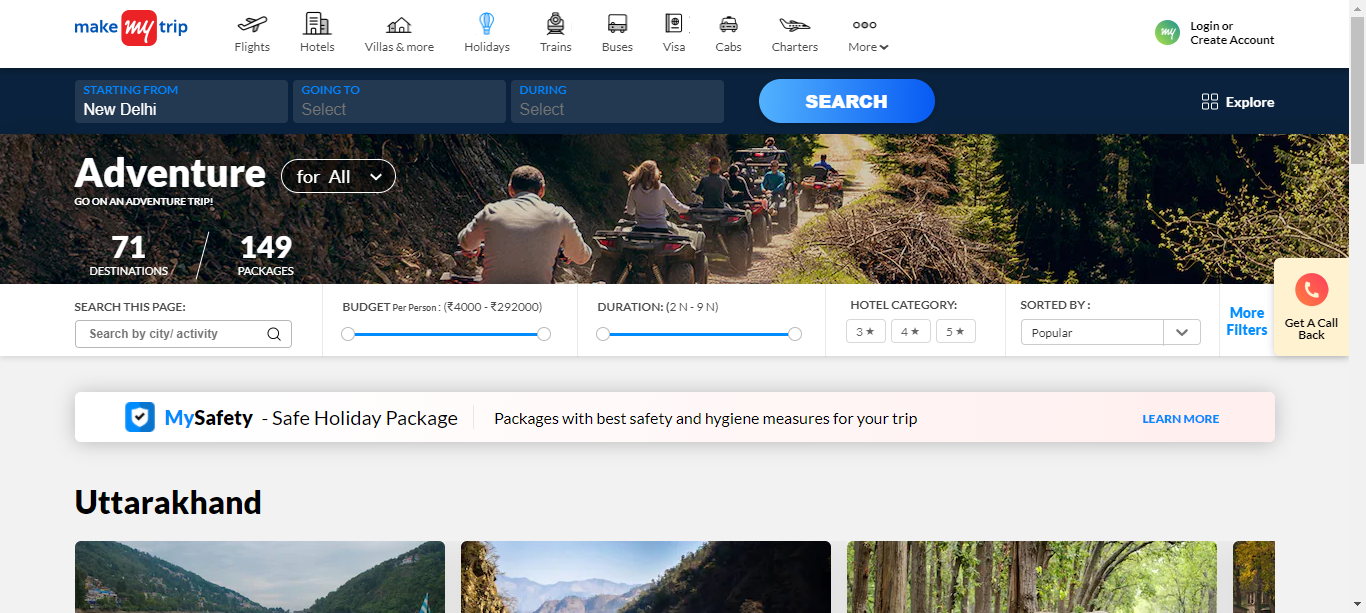 make my trip
Flights
Hotels
Villas & more
Holidays
Trains
Buses
Visa
Cabs
Charters
More
my
Login or
Create Account
STARTING FROM
New Delhi
GOING TO
Select
DURING
Select
SEARCH
Explore
Adventure
for All
GO ON AN ADVENTURE TRIP!
71
DESTINATIONS
149
PACKAGES
SEARCH THIS PAGE:
Search by city/ activity
BUDGET Per Person : (₹4000 - ₹292000)
DURATION: (2 N - 9 N)
HOTEL CATEGORY:
3 ★
4 ★
5 ★
SORTED BY :
Popular
More
Filters
Get A Call
Back
MySafety - Safe Holiday Package
Packages with best safety and hygiene measures for your trip
LEARN MORE
Uttarakhand